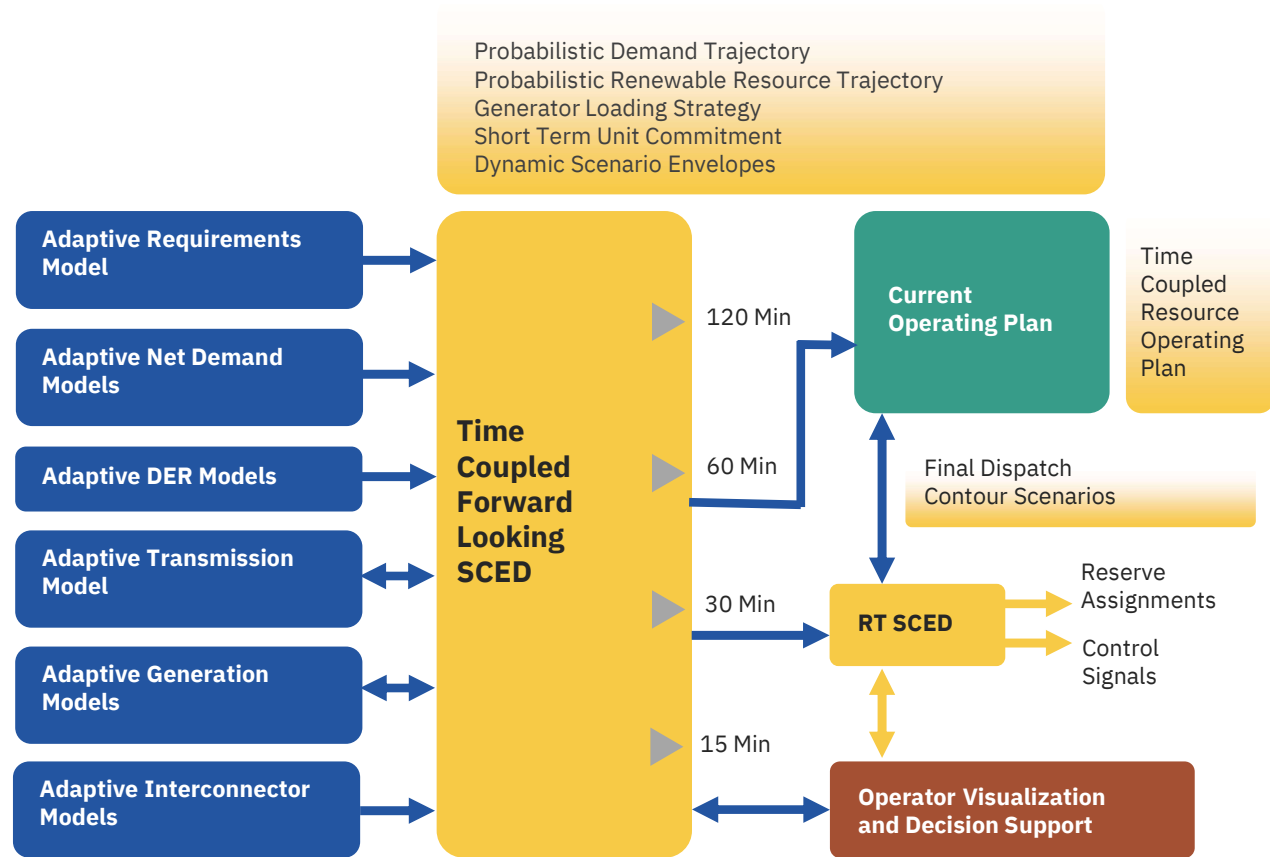 Probabilistic Demand Trajectory
Probabilistic Renewable Resource Trajectory
Generator Loading Strategy
Short Term Unit Commitment
Dynamic Scenario Envelopes
Adaptive Requirements
Model
Adaptive Net Demand
Models
Adaptive DER Models
Adaptive Transmission
Model
Adaptive Generation
Models
Adaptive Interconnector
Models
Time
Coupled
Forward
Looking
SCED
120 Min
60 Min
30 Min
15 Min
Current
Operating Plan
Time
Coupled
Resource
Operating
Plan
Final Dispatch
Contour Scenarios
RT SCED
Reserve
Assignments
Control
Signals
Operator Visualization
and Decision Support